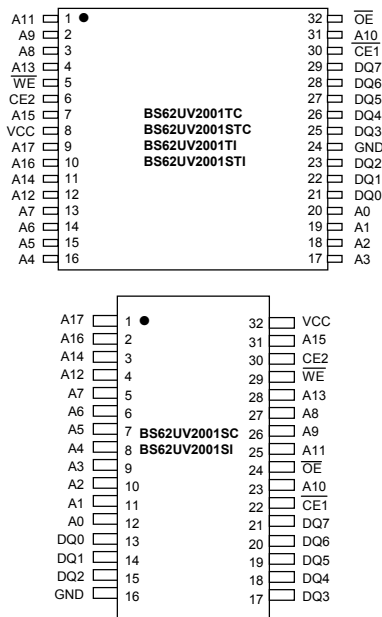 A11 1 32 OE
A9 2 31 A10
A8 3 30 CE1
A13 4 29 DQ7
WE 5 28 DQ6
CE2 6 27 DQ5
A15 7 BS62UV2001TC 26 DQ4
VCC 8 BS62UV2001STC 25 DQ3
A17 9 BS62UV2001TI 24 GND
A16 10 BS62UV2001STI 23 DQ2
A14 11 22 DQ1
A12 12 21 DQ0
A7 13 20 A0
A6 14 19 A1
A5 15 18 A2
A4 16 17 A3
A17 1 32 VCC
A16 2 31 A15
A14 3 30 CE2
A12 4 29 WE
A7 5 28 A13
A6 6 27 A8
A5 7 BS62UV2001SC 26 A9
A4 8 BS62UV2001SI 25 A11
A3 9 24 OE
A2 10 23 A10
A1 11 22 CE1
A0 12 21 DQ7
DQ0 13 20 DQ6
DQ1 14 19 DQ5
DQ2 15 18 DQ4
GND 16 17 DQ3